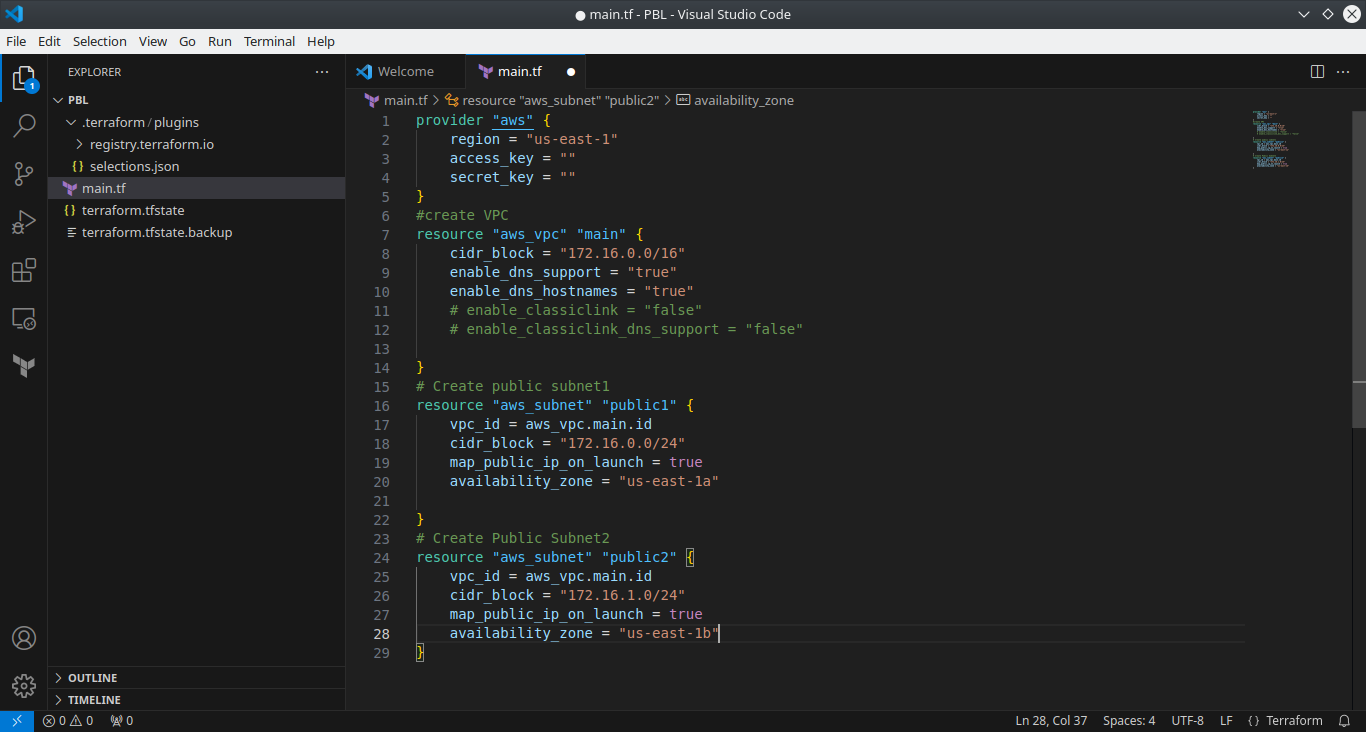 main.tf - PBL - Visual Studio Code
File Edit Selection View Go Run Terminal Help
EXPLORER
1
PBL
.terraform / plugins
registry.terraform.io
{} selections.json
main.tf
{} terraform.tfstate
terraform.tfstate.backup
OUTLINE
TIMELINE
Welcome main.tf
main.tf > resource "aws_subnet" "public2" > abc availability_zone
1 provider "aws" {
2     region = "us-east-1"
3     access_key = ""
4     secret_key = ""
5 }
6 #create VPC
7 resource "aws_vpc" "main" {
8     cidr_block = "172.16.0.0/16"
9     enable_dns_support = "true"
10     enable_dns_hostnames = "true"
11     # enable_classiclink = "false"
12     # enable_classiclink_dns_support = "false"
13
14 }
15 # Create public subnet1
16 resource "aws_subnet" "public1" {
17     vpc_id = aws_vpc.main.id
18     cidr_block = "172.16.0.0/24"
19     map_public_ip_on_launch = true
20     availability_zone = "us-east-1a"
21
22 }
23 # Create Public Subnet2
24 resource "aws_subnet" "public2" {
25     vpc_id = aws_vpc.main.id
26     cidr_block = "172.16.1.0/24"
27     map_public_ip_on_launch = true
28     availability_zone = "us-east-1b"
29 }
0 0 0 Ln 28, Col 37 Spaces: 4 UTF-8 LF {} Terraform